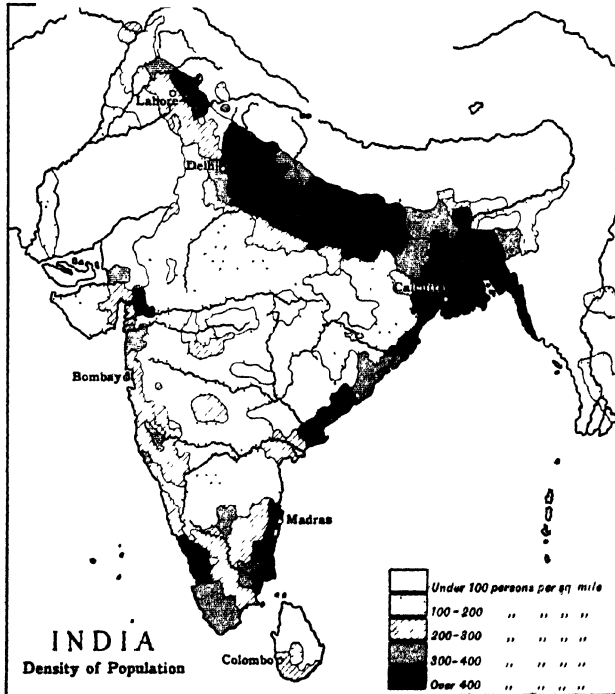 Lahore
Delhi
Calcutta
Bombay
Madras
Under 100 persons per sq mile
100-200 ,, ,, ,, ,,
200-300 ,, ,, ,, ,,
300-400 ,, ,, ,, ,,
Over 400 ,, ,, ,, ,,
INDIA
Density of Population
Colombo